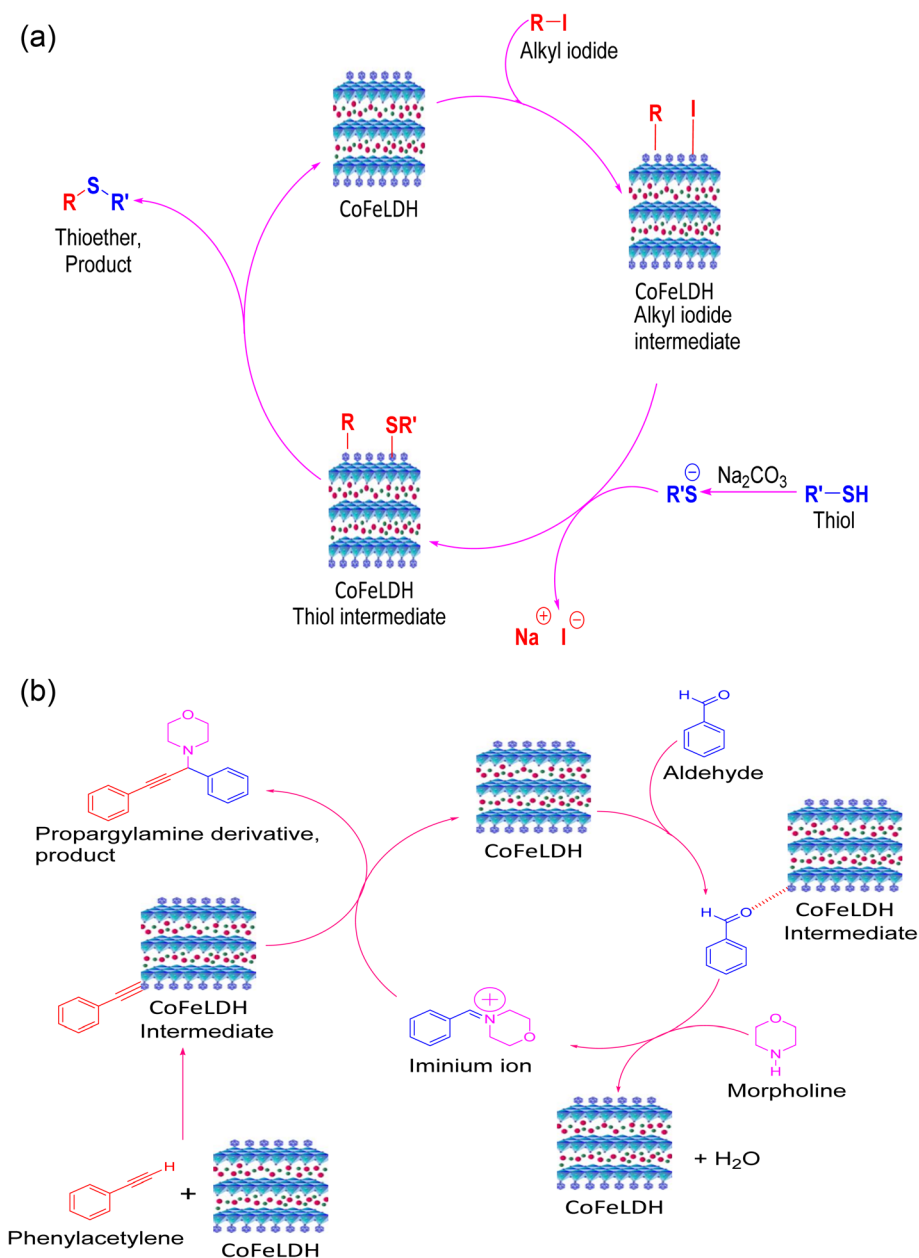 (a)
R–I
Alkyl iodide
CoFeLDH
R I
CoFeLDH
Alkyl iodide
intermediate
R S R'
Thioether,
Product
R SR'
CoFeLDH
Thiol intermediate
R'S⊖
Na₂CO₃
R'–SH
Thiol
Na⊕ I⊖
(b)
O
N
Propargylamine derivative,
product
CoFeLDH
H O
Aldehyde
H O
CoFeLDH
Intermediate
CoFeLDH
Intermediate
+
N
O
Iminium ion
O
N
H
Morpholine
CoFeLDH
+ H₂O
H
Phenylacetylene
+
CoFeLDH